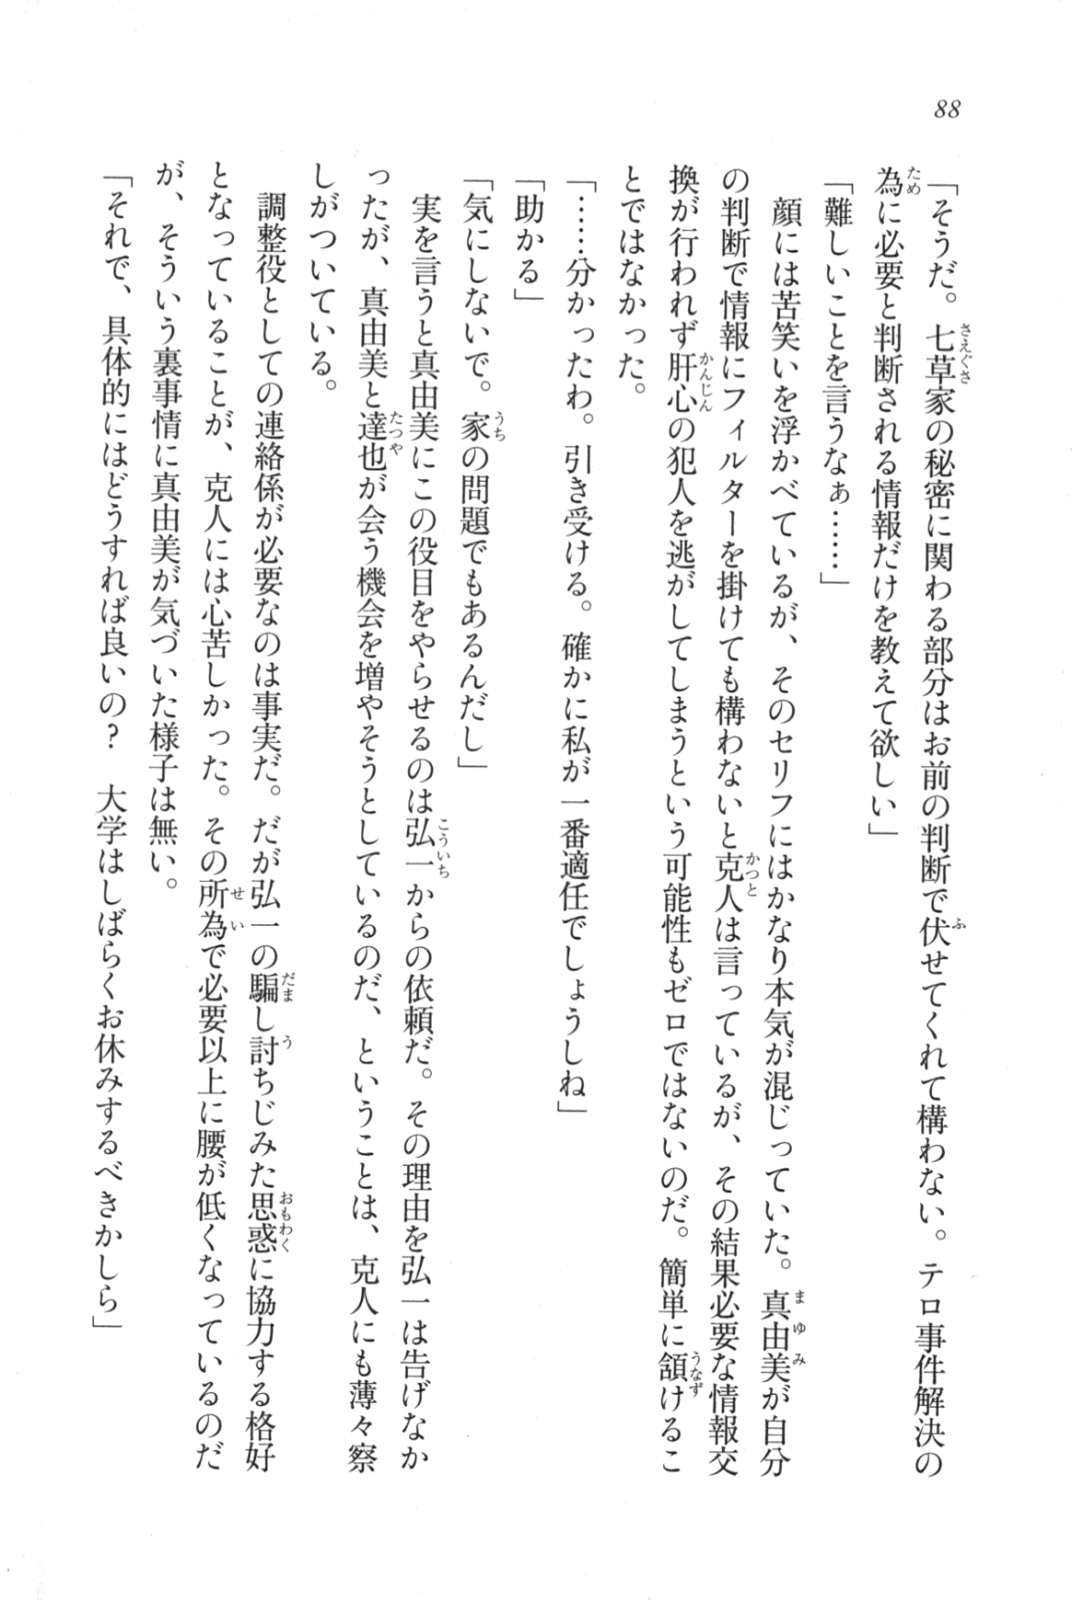 88
「そうだ。七草家の秘密に関わる部分はお前の判断で伏せてくれて構わない。テロ事件解決の
為に必要と判断される情報だけを教えて欲しい」
「難しいことを言うなぁ……」
　顔には苦笑いを浮かべているが、そのセリフにはかなり本気が混じっていた。真由美が自分
の判断で情報にフィルターを掛けても構わないと克人は言っているが、その結果必要な情報交
換が行われず肝心の犯人を逃がしてしまうという可能性もゼロではないのだ。簡単に頷けるこ
とではなかった。
「……分かったわ。引き受ける。確かに私が一番適任でしょうしね」
「助かる」
「気にしないで。家の問題でもあるんだし」
　実を言うと真由美にこの役目をやらせるのは弘一からの依頼だ。その理由を弘一は告げなか
ったが、真由美と達也が会う機会を増やそうとしているのだ、ということは、克人にも薄々察
しがついている。
　調整役としての連絡係が必要なのは事実だ。だが弘一の騙し討ちじみた思惑に協力する格好
となっていることが、克人には心苦しかった。その所為で必要以上に腰が低くなっているのだ
が、そういう裏事情に真由美が気づいた様子は無い。
「それで、具体的にはどうすれば良いの？　大学はしばらくお休みするべきかしら」